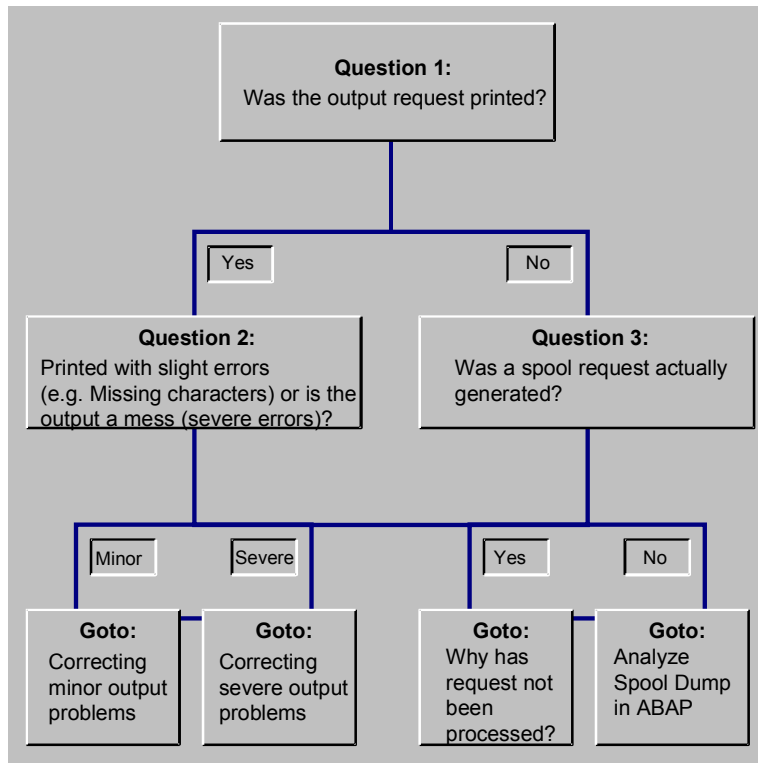 Question 1:
Was the output request printed?
Yes
No
Question 2:
Printed with slight errors
(e.g. Missing characters) or is the
output a mess (severe errors)?
Question 3:
Was a spool request actually
generated?
Minor
Severe
Yes
No
Goto:
Correcting
minor output
problems
Goto:
Correcting
severe output
problems
Goto:
Why has
request not
been
processed?
Goto:
Analyze
Spool Dump
in ABAP